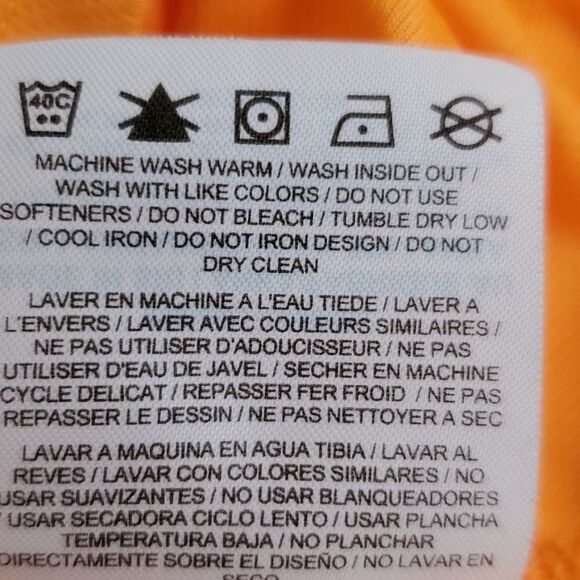 40C
MACHINE WASH WARM / WASH INSIDE OUT /
WASH WITH LIKE COLORS / DO NOT USE
SOFTENERS / DO NOT BLEACH / TUMBLE DRY LOW
/ COOL IRON / DO NOT IRON DESIGN / DO NOT
DRY CLEAN
LAVER EN MACHINE A L'EAU TIEDE / LAVER A
L'ENVERS / LAVER AVEC COULEURS SIMILAIRES /
NE PAS UTILISER D'ADOUCISSEUR / NE PAS
UTILISER D'EAU DE JAVEL / SECHER EN MACHINE
CYCLE DELICAT / REPASSER FER FROID / NE PAS
REPASSER LE DESSIN / NE PAS NETTOYER A SEC
LAVAR A MAQUINA EN AGUA TIBIA / LAVAR AL
REVES / LAVAR CON COLORES SIMILARES / NO
USAR SUAVIZANTES / NO USAR BLANQUEADORES
/ USAR SECADORA CICLO LENTO / USAR PLANCHA
TEMPERATURA BAJA / NO PLANCHAR
DIRECTAMENTE SOBRE EL DISEÑO / NO LAVAR EN
SECO